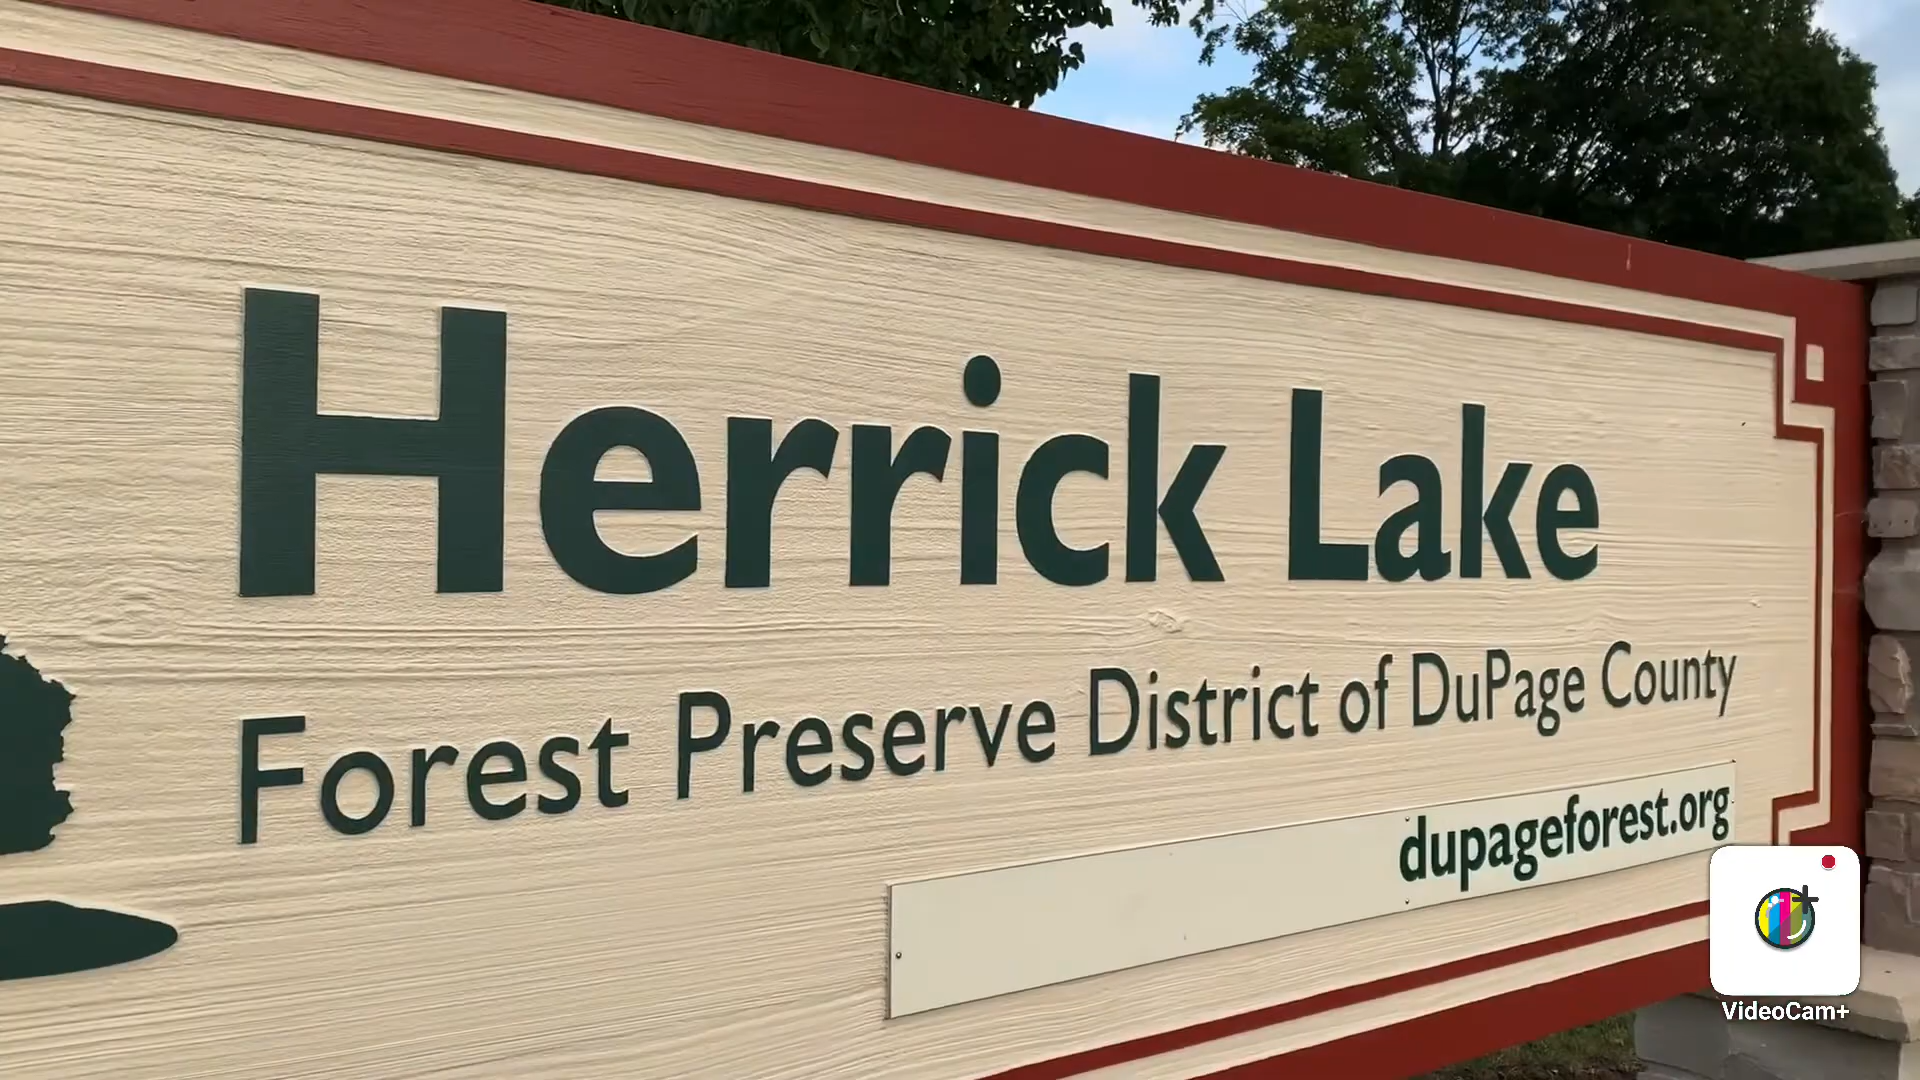 Herrick Lake
Forest Preserve District of DuPage County
dupageforest.org
VideoCam+